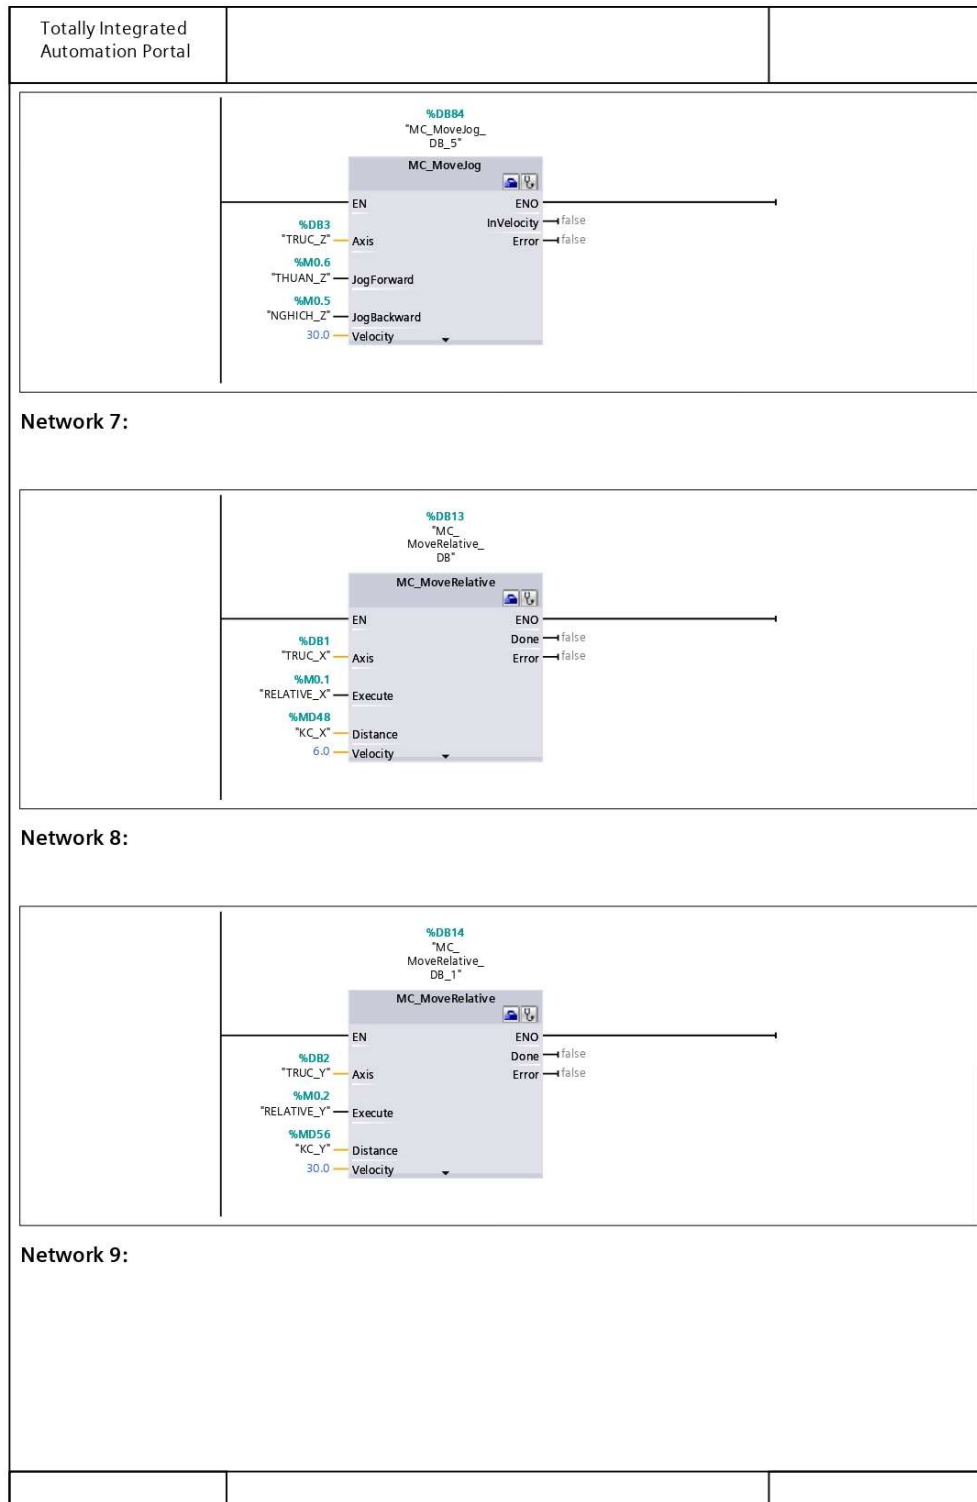 Totally Integrated
Automation Portal
%DB84
"MC_MoveJog_
DB_5"
MC_MoveJog
EN
ENO
InVelocity
false
%DB3
"TRUC_Z"
Axis
Error
false
%M0.6
"THUAN_Z"
JogForward
%M0.5
"NGHICH_Z"
JogBackward
30.0
Velocity
Network 7:
%DB13
"MC_
MoveRelative_
DB"
MC_MoveRelative
EN
ENO
Done
false
%DB1
"TRUC_X"
Axis
Error
false
%M0.1
"RELATIVE_X"
Execute
%MD48
"KC_X"
Distance
6.0
Velocity
Network 8:
%DB14
"MC_
MoveRelative_
DB_1"
MC_MoveRelative
EN
ENO
Done
false
%DB2
"TRUC_Y"
Axis
Error
false
%M0.2
"RELATIVE_Y"
Execute
%MD56
"KC_Y"
Distance
30.0
Velocity
Network 9: